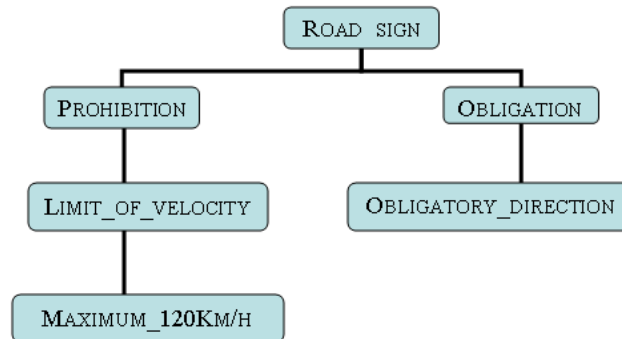 ROAD SIGN
PROHIBITION
OBLIGATION
LIMIT_OF_VELOCITY
OBLIGATORY_DIRECTION
MAXIMUM_120KM/H